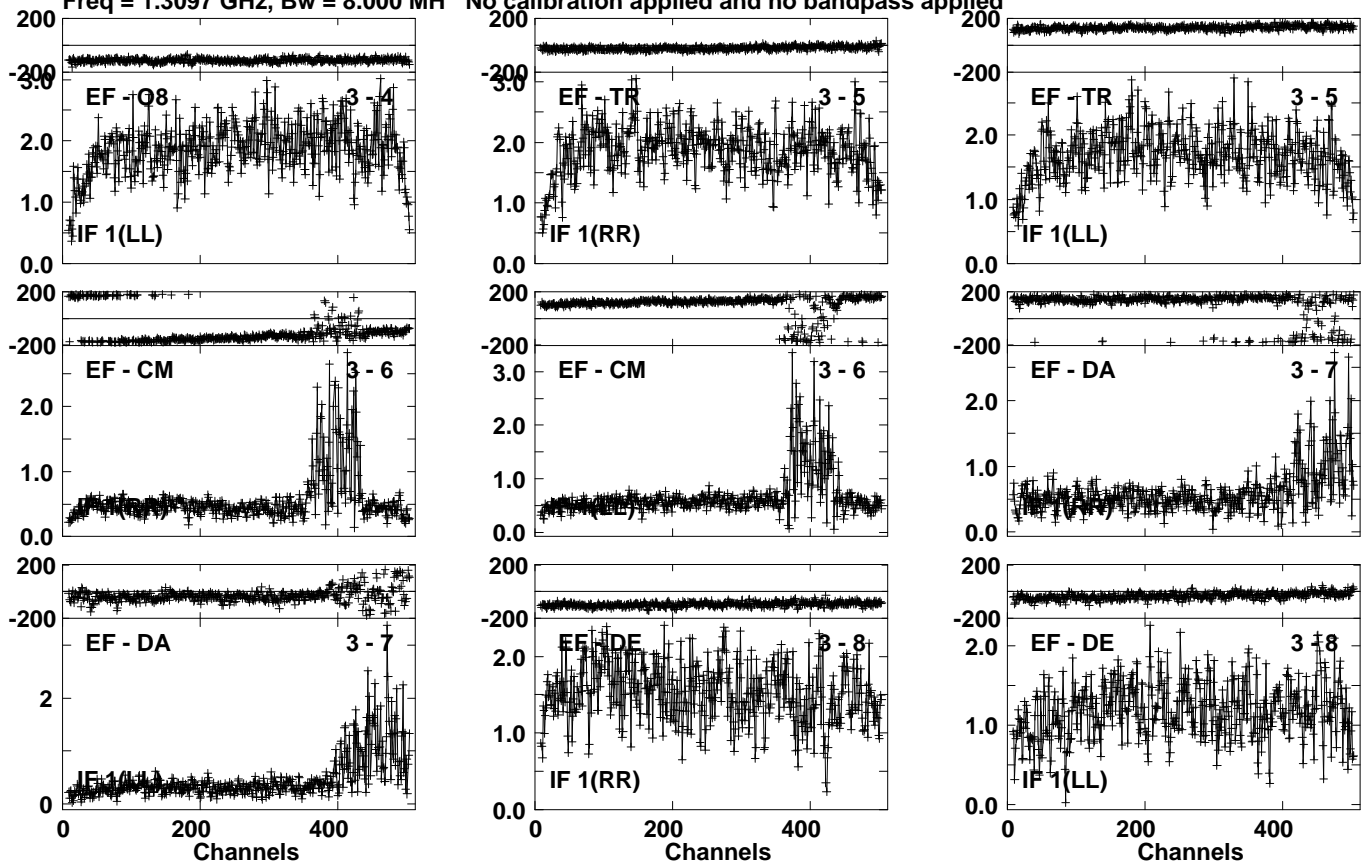 Freq = 1.3097 GHz, Bw = 8.000 MH No calibration applied and no bandpass applied
200 200 200
-200 -200 -200
3.0 EF - O8 3 - 4 3.0 EF - TR 3 - 5 EF - TR 3 - 5
2.0 2.0 2.0
1.0 1.0 1.0
IF 1(LL) IF 1(RR) IF 1(LL)
0.0 0.0 0.0
200 200 200
-200 -200 -200
EF - CM 3 - 6 EF - CM 3 - 6 EF - DA 3 - 7
2.0 3.0 2.0
2.0
1.0 1.0 1.0
IF 1(LL)
0.0 0.0 0.0
200 200 200
-200 -200 -200
EF - DA 3 - 7 EF - DE 3 - 8 EF - DE 3 - 8
2 2.0 2.0
1.0 1.0
IF 1(LL) IF 1(RR) IF 1(LL)
0 0.0 0.0
0 200 400 0 200 400 0 200 400
Channels Channels Channels